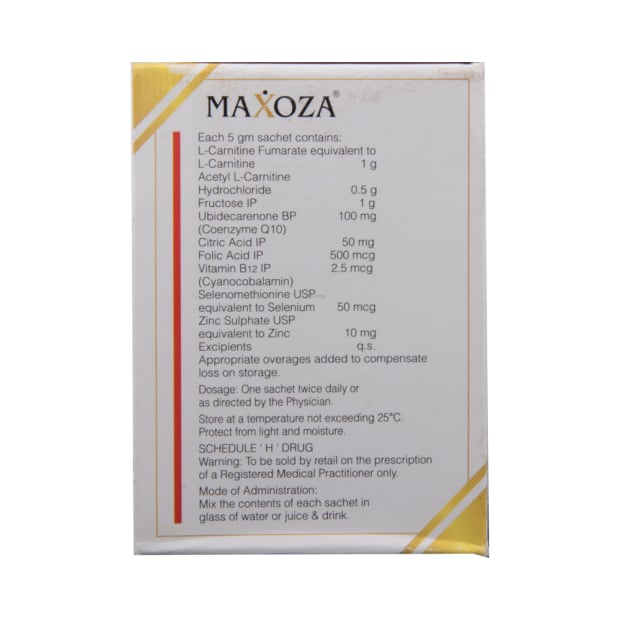 MAXOZA®
Each 5 gm sachet contains:
L-Carnitine Fumarate equivalent to
L-Carnitine 1 g
Acetyl L-Carnitine
Hydrochloride 0.5 g
Fructose IP 1 g
Ubidecarenone BP 100 mg
(Coenzyme Q10)
Citric Acid IP 50 mg
Folic Acid IP 500 mcg
Vitamin B12 IP 2.5 mcg
(Cyanocobalamin)
Selenomethionine USP
equivalent to Selenium 50 mcg
Zinc Sulphate USP
equivalent to Zinc 10 mg
Excipients q.s.
Appropriate overages added to compensate
loss on storage.
Dosage: One sachet twice daily or
as directed by the Physician.
Store at a temperature not exceeding 25°C.
Protect from light and moisture.
SCHEDULE ' H ' DRUG
Warning: To be sold by retail on the prescription
of a Registered Medical Practitioner only.
Mode of Administration:
Mix the contents of each sachet in
glass of water or juice & drink.